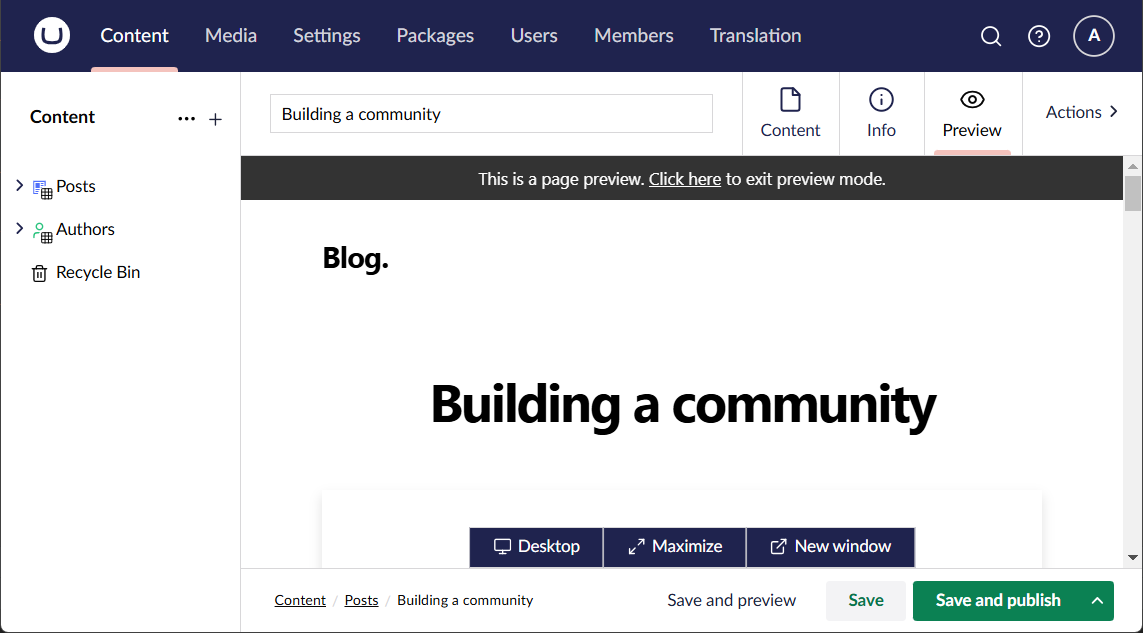 Content Media Settings Packages Users Members Translation A
Content
Building a community
Content Info Preview
Actions
Posts
Authors
Recycle Bin
This is a page preview. Click here to exit preview mode.
Blog.
Building a community
Desktop Maximize New window
Content / Posts / Building a community
Save and preview Save Save and publish